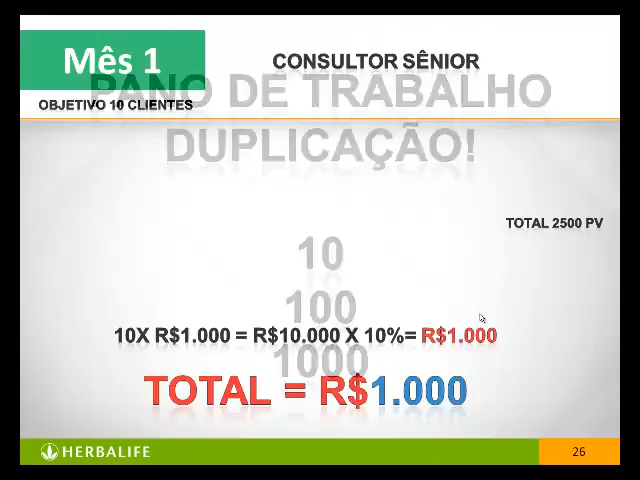 Mês 1
CONSULTOR SÊNIOR
PANO DE TRABALHO
OBJETIVO 10 CLIENTES
DUPLICAÇÃO!
TOTAL 2500 PV
10
100
10X R$1.000 = R$10.000 X 10%= R$1.000
1000
TOTAL = R$1.000
HERBALIFE
26